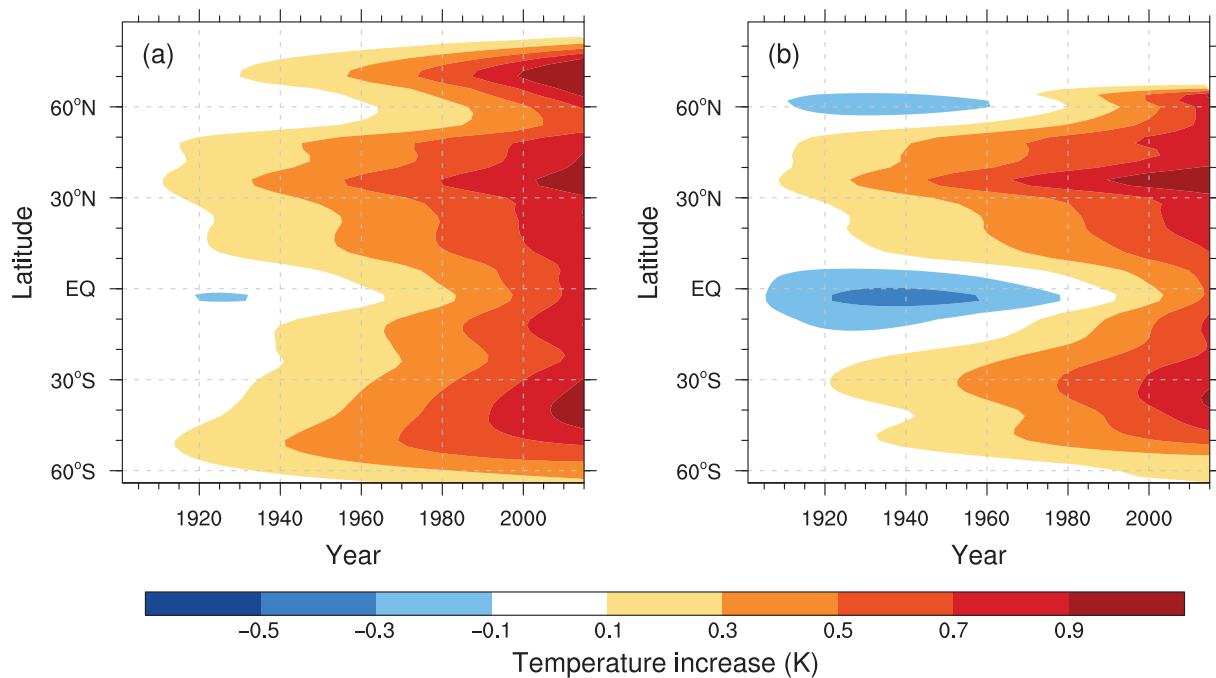 (a)
(b)
60°N
30°N
EQ
30°S
60°S
Latitude
1920 1940 1960 1980 2000
Year
60°N
30°N
EQ
30°S
60°S
Latitude
1920 1940 1960 1980 2000
Year
−0.5 −0.3 −0.1 0.1 0.3 0.5 0.7 0.9
Temperature increase (K)